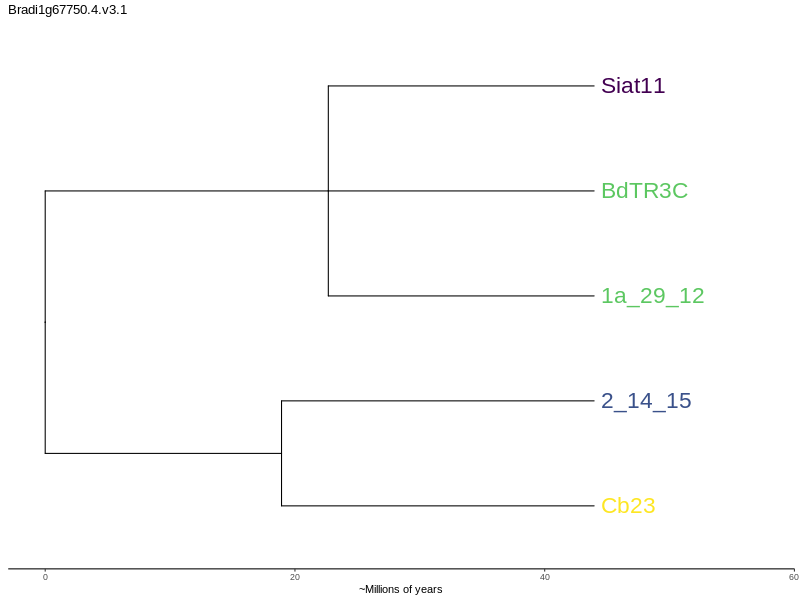 Bradi1g67750.4.v3.1
Siat11
BdTR3C
1a_29_12
2_14_15
Cb23
0 20 40 60
~Millions of years